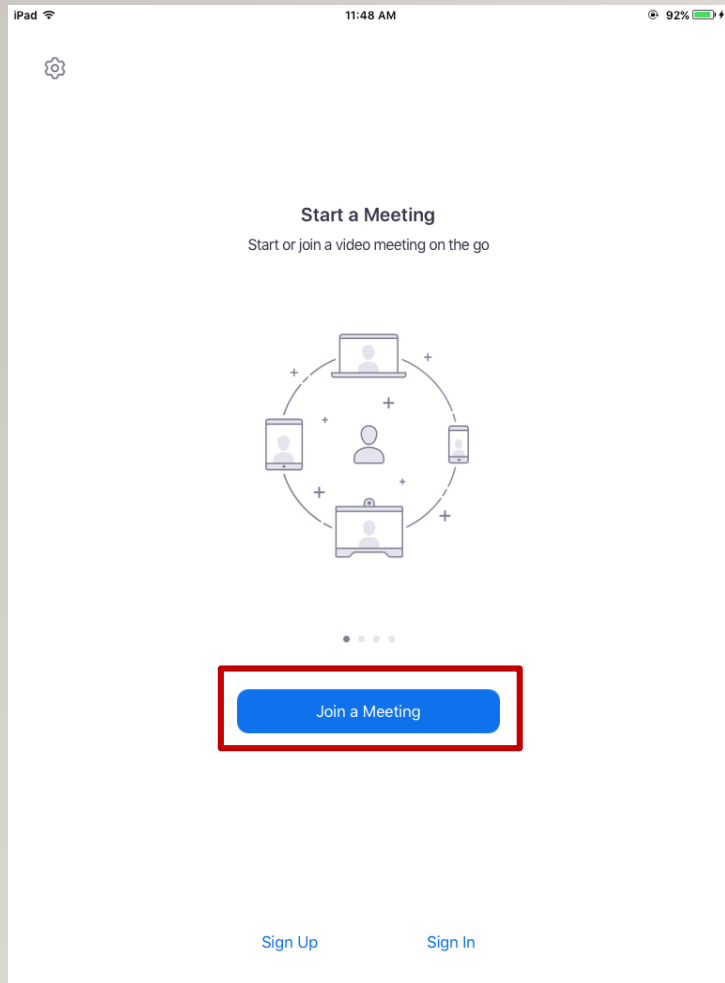 iPad 11:48 AM 92%
Start a Meeting
Start or join a video meeting on the go
Join a Meeting
Sign Up Sign In